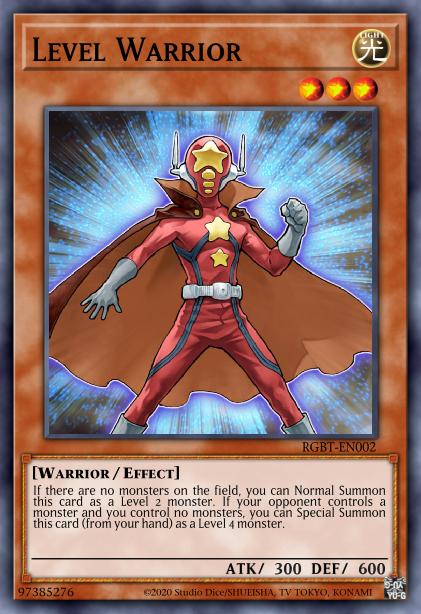 LEVEL WARRIOR
LIGHT
光
RGBT-EN002
[WARRIOR / EFFECT]
If there are no monsters on the field, you can Normal Summon
this card as a Level 2 monster. If your opponent controls a
monster and you control no monsters, you can Special Summon
this card (from your hand) as a Level 4 monster.
ATK/ 300 DEF/ 600
97385276
©2020 Studio Dice/SHUEISHA, TV TOKYO, KONAMI